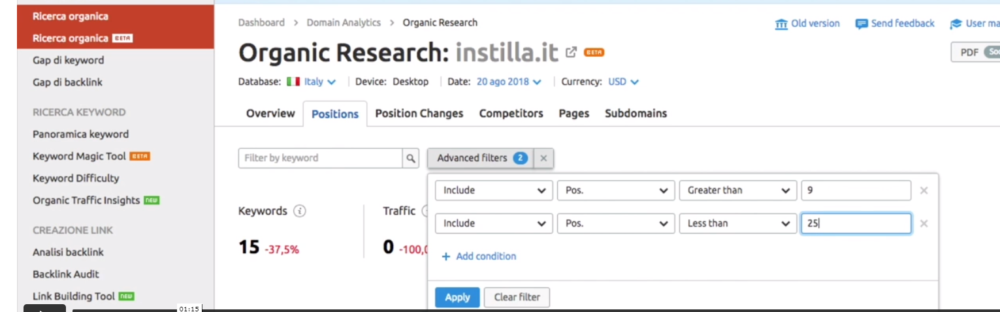 Ricerca organica
Ricerca organica BETA
Gap di keyword
Gap di backlink
RICERCA KEYWORD
Panoramica keyword
Keyword Magic Tool BETA
Keyword Difficulty
Organic Traffic Insights NEW
CREAZIONE LINK
Analisi backlink
Backlink Audit
Link Building Tool NEW
01:15
Dashboard > Domain Analytics > Organic Research
Old version
Send feedback
User
Organic Research: instilla.it BETA
PDF
Database: Italy Device: Desktop Date: 20 ago 2018 Currency: USD
Overview Positions Position Changes Competitors Pages Subdomains
Filter by keyword
Advanced filters 2 ×
Include Pos. Greater than 9 ×
Include Pos. Less than 25 ×
+ Add condition
Apply Clear filter
Keywords i
15 -37,5%
Traffic
0 -100,0